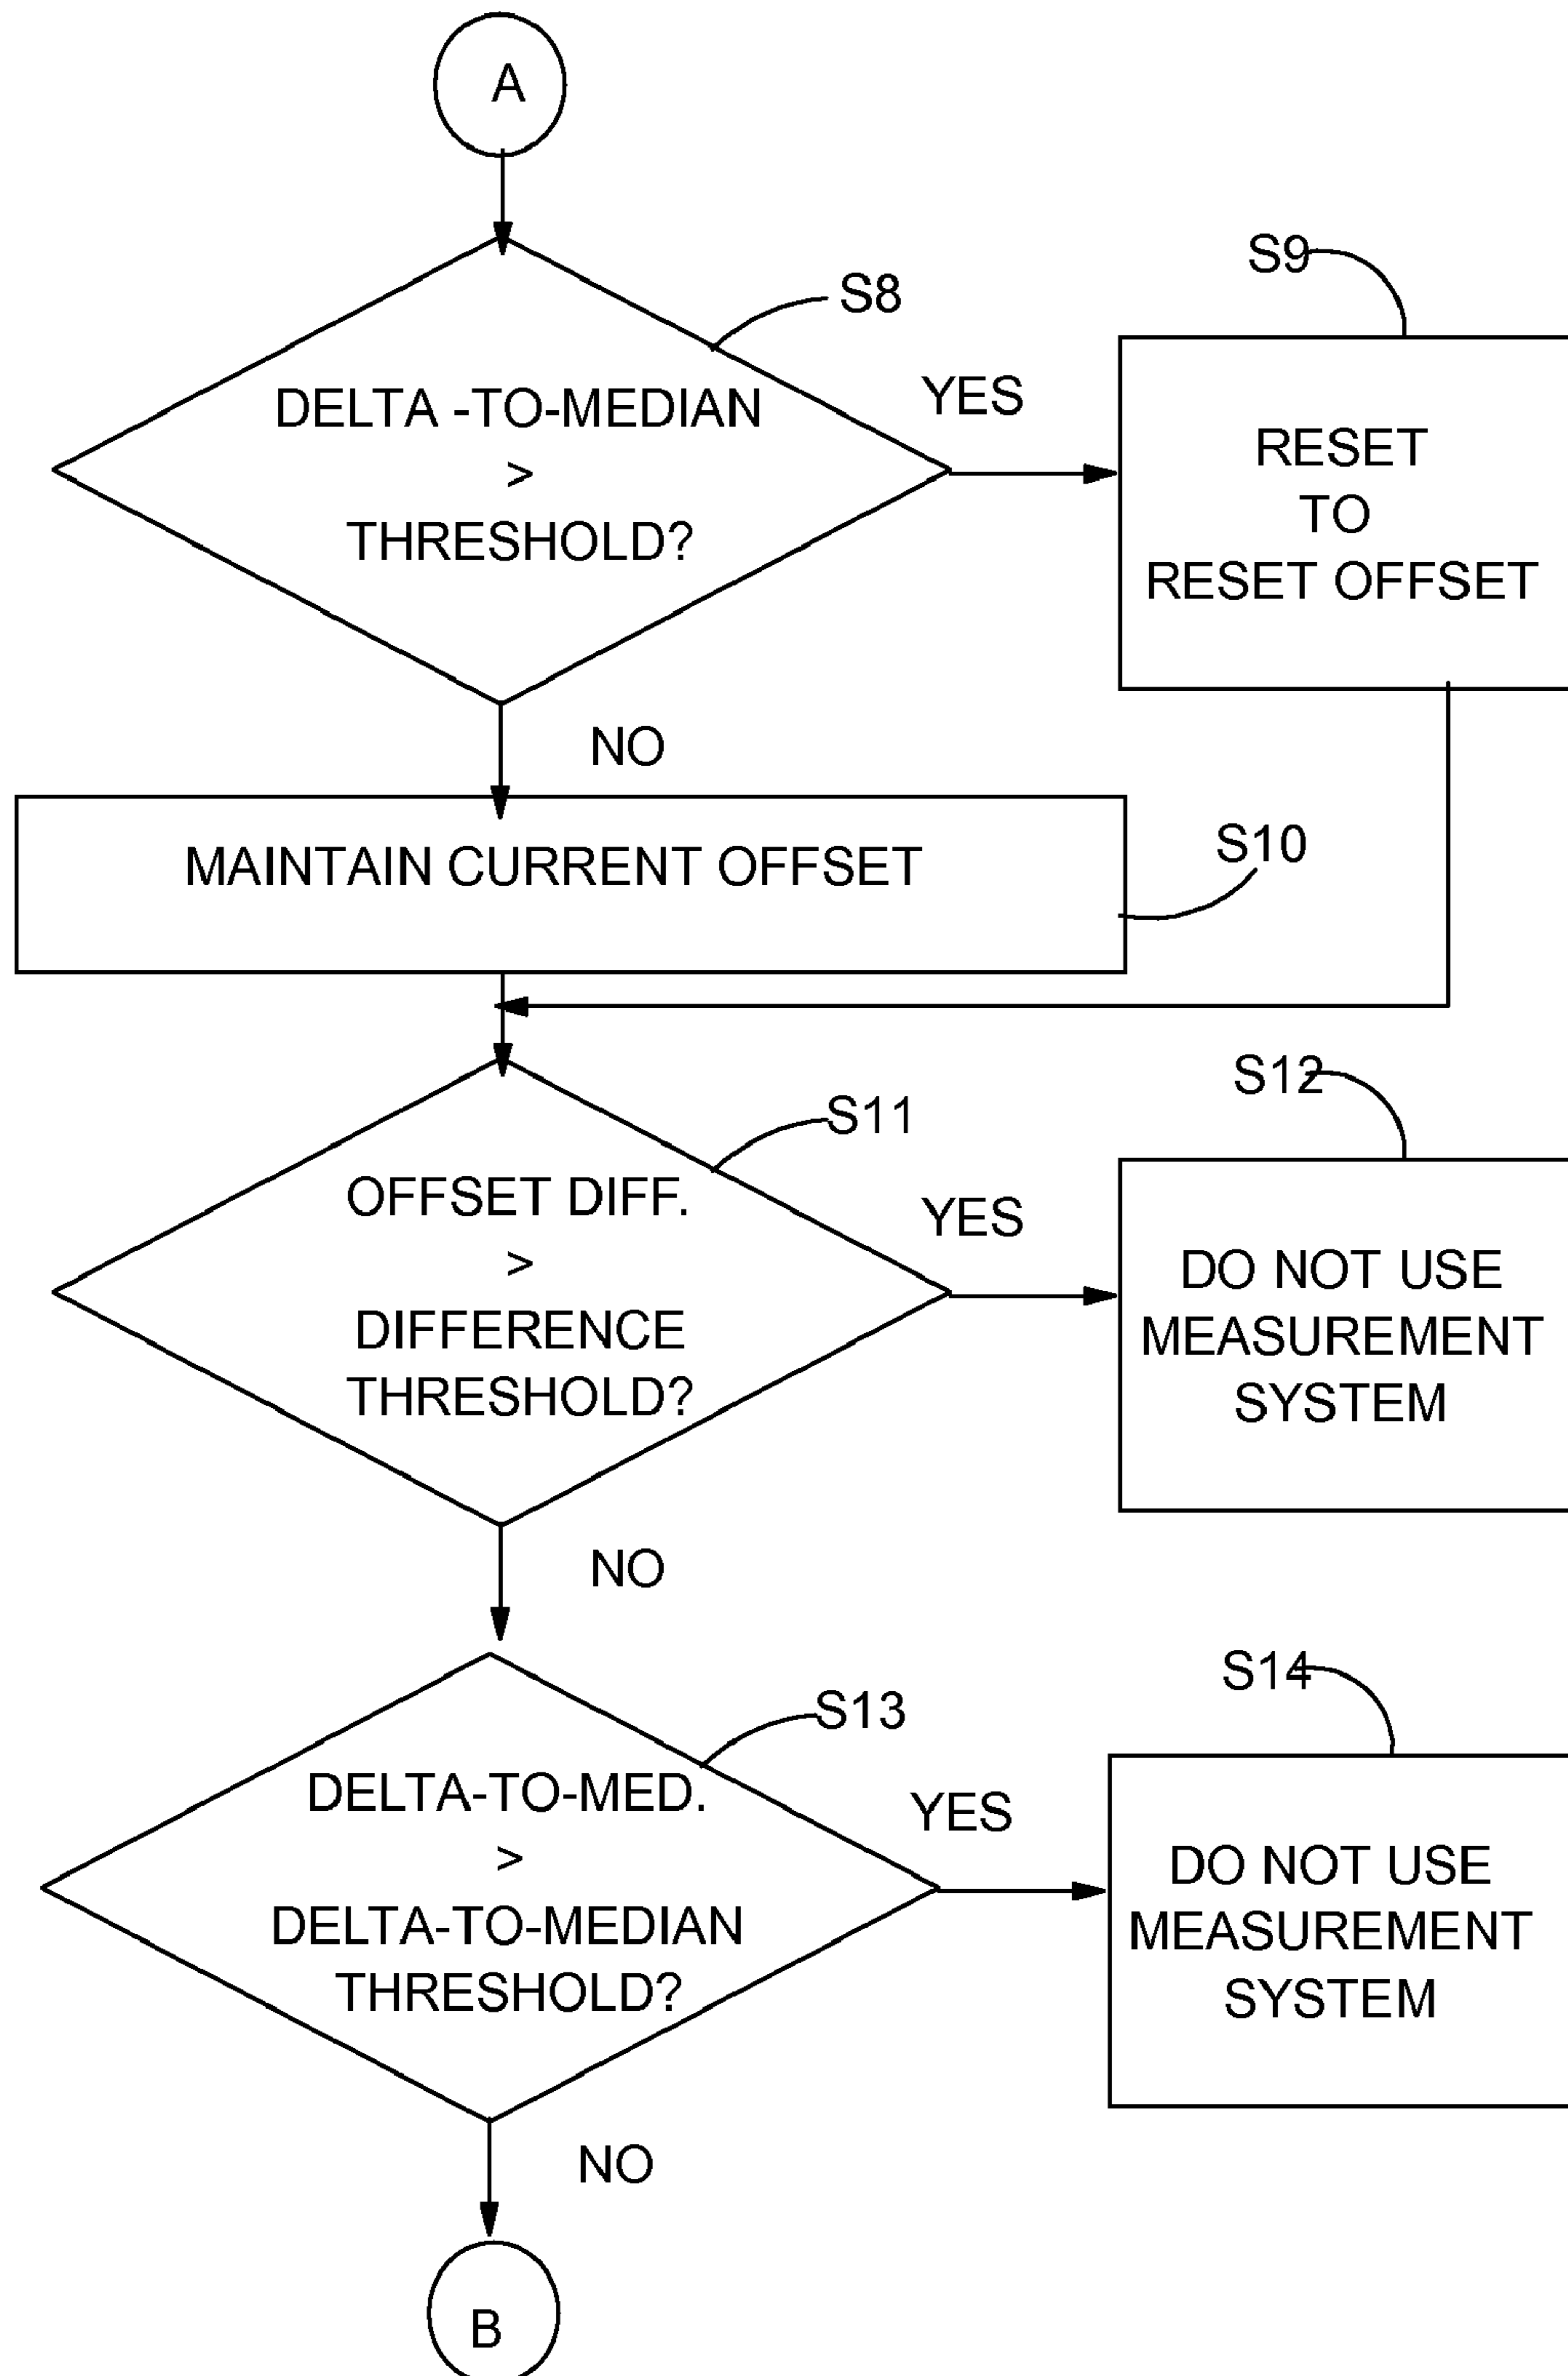 A
S8
S9
DELTA -TO-MEDIAN
>
THRESHOLD?
YES
RESET
TO
RESET OFFSET
NO
MAINTAIN CURRENT OFFSET
S10
S11
S12
OFFSET DIFF.
>
DIFFERENCE
THRESHOLD?
YES
DO NOT USE
MEASUREMENT
SYSTEM
NO
S13
S14
DELTA-TO-MED.
>
DELTA-TO-MEDIAN
THRESHOLD?
YES
DO NOT USE
MEASUREMENT
SYSTEM
NO
B